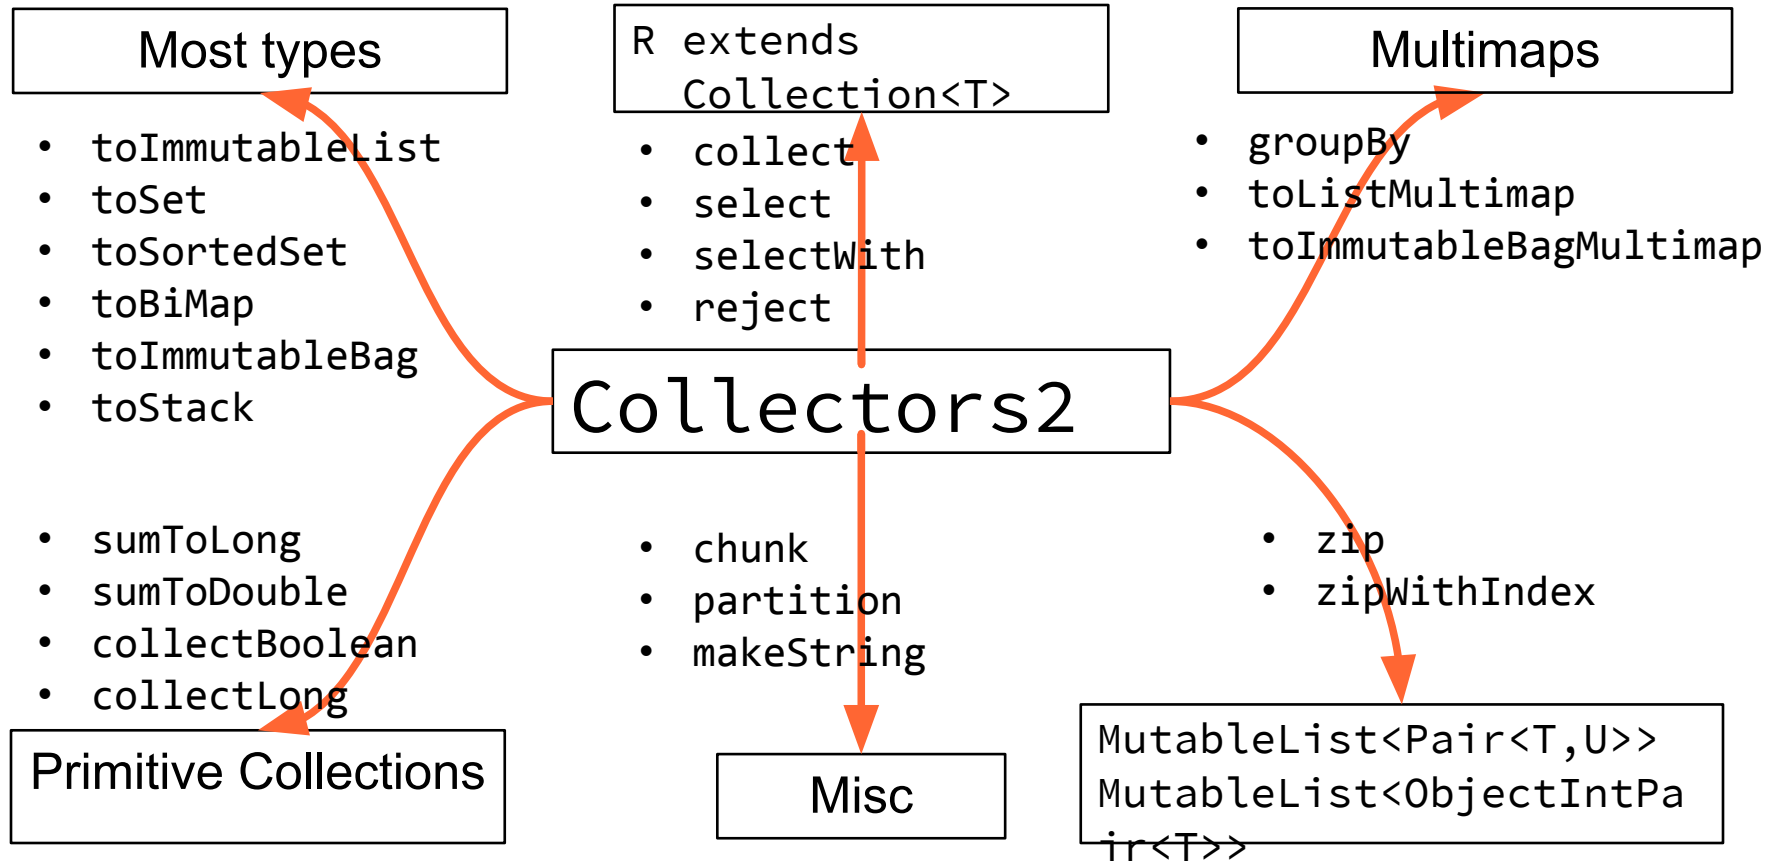 Most types
• toImmutableList
• toSet
• toSortedSet
• toBiMap
• toImmutableBag
• toStack
R extends
Collection<T>
• collect
• select
• selectWith
• reject
Multimaps
• groupBy
• toListMultimap
• toImmutableBagMultimap
Collectors2
• sumToLong
• sumToDouble
• collectBoolean
• collectLong
Primitive Collections
• chunk
• partition
• makeString
Misc
• zip
• zipWithIndex
MutableList<Pair<T,U>>
MutableList<ObjectIntPa
ir<T>>